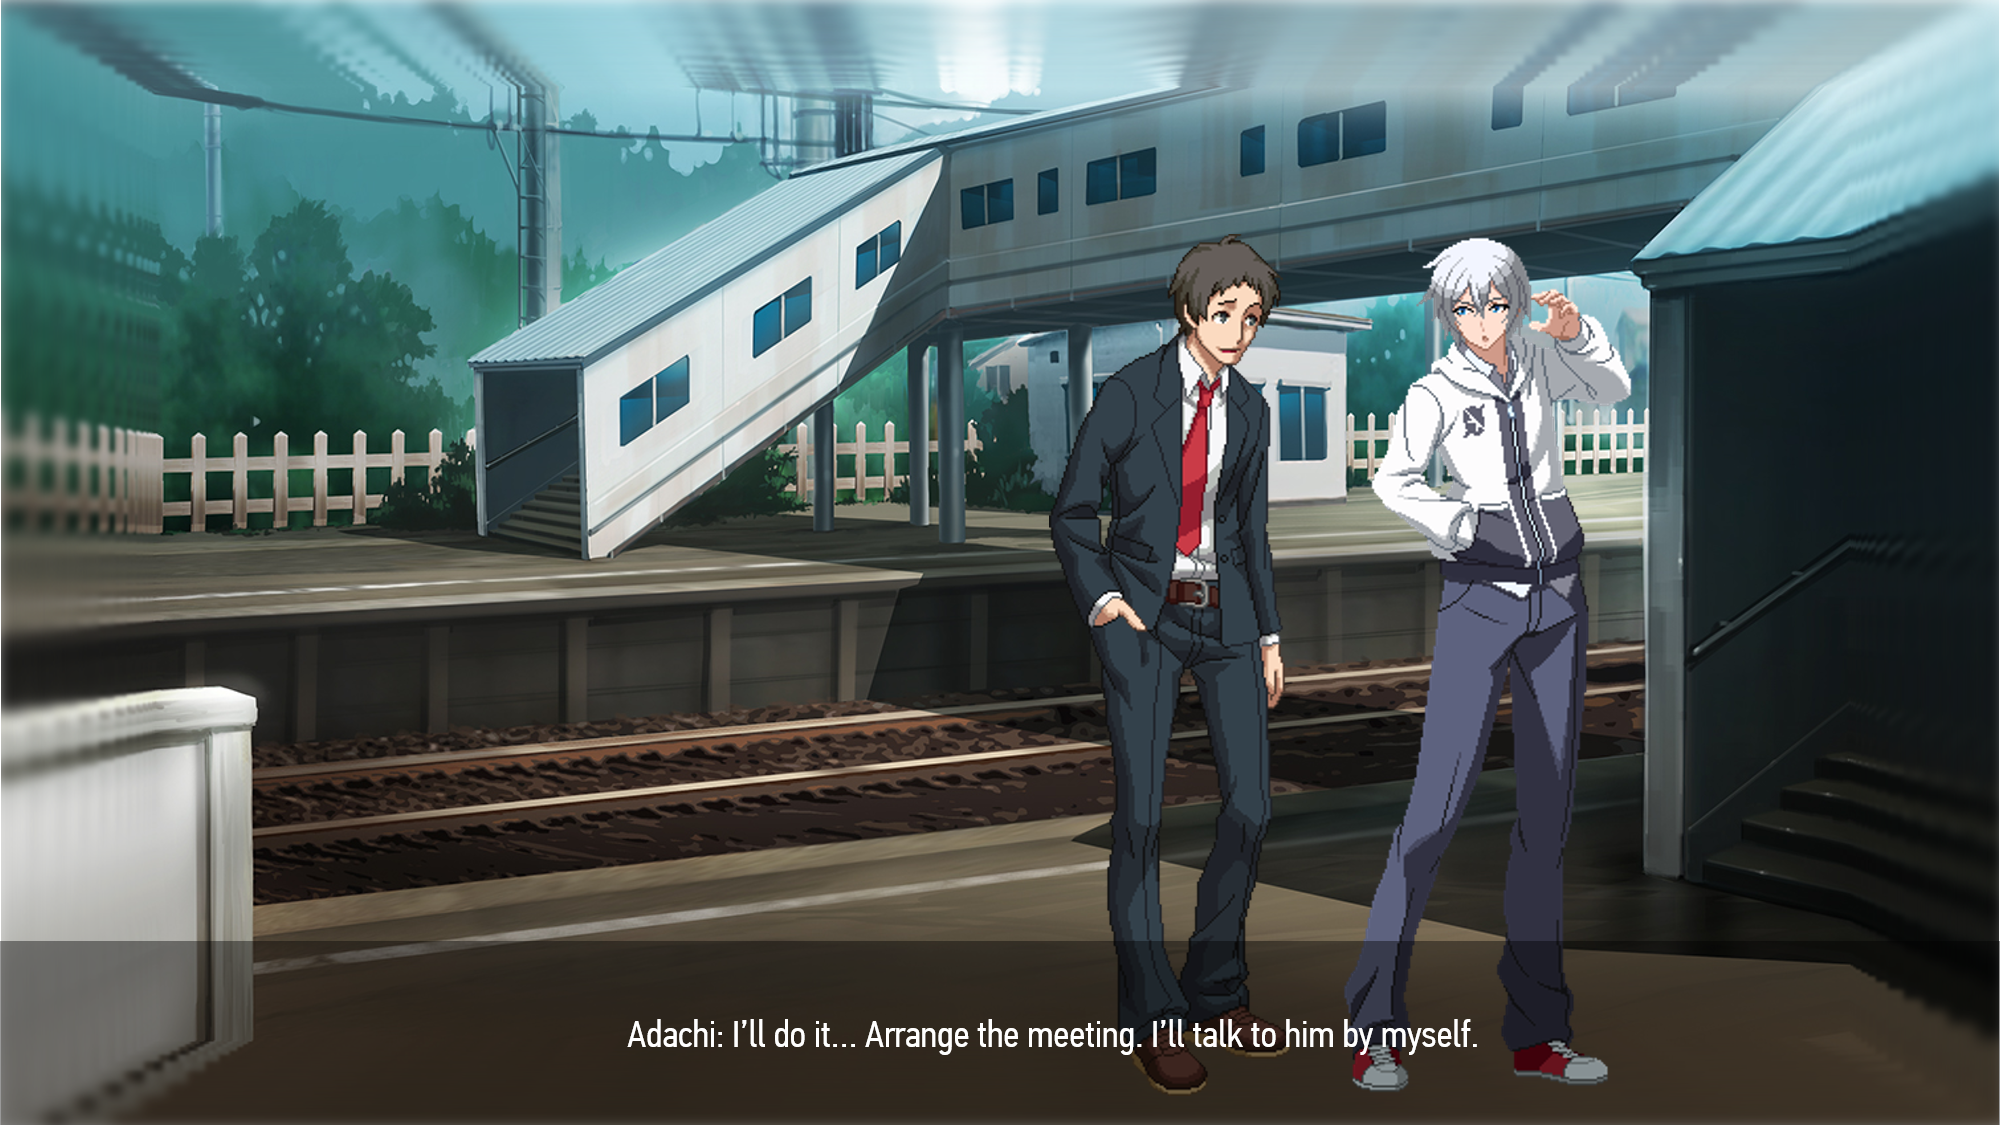 Adachi: I’ll do it... Arrange the meeting. I’ll talk to him by myself.